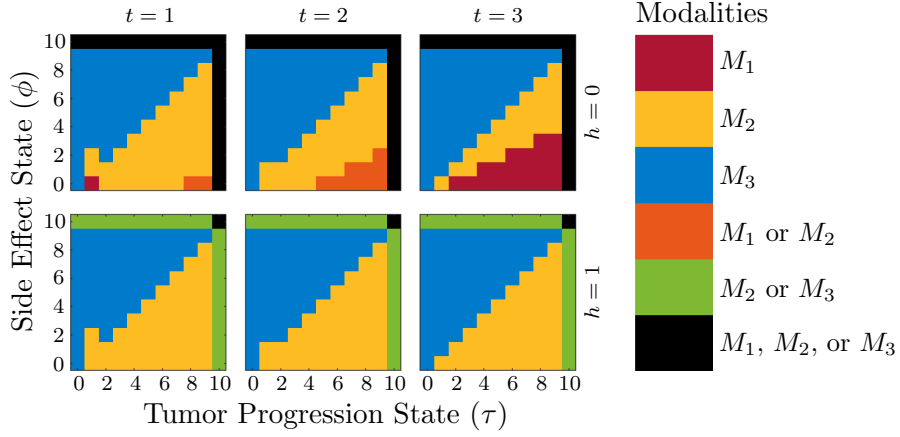 t = 1 t = 2 t = 3 Modalities
10
8
6
4
2
0
h = 0
M₁
M₂
M₃
M₁ or M₂
M₂ or M₃
M₁, M₂, or M₃
10
8
6
4
2
0
h = 1
0 2 4 6 8 10 0 2 4 6 8 10 0 2 4 6 8 10
Side Effect State (ϕ)
Tumor Progression State (τ)